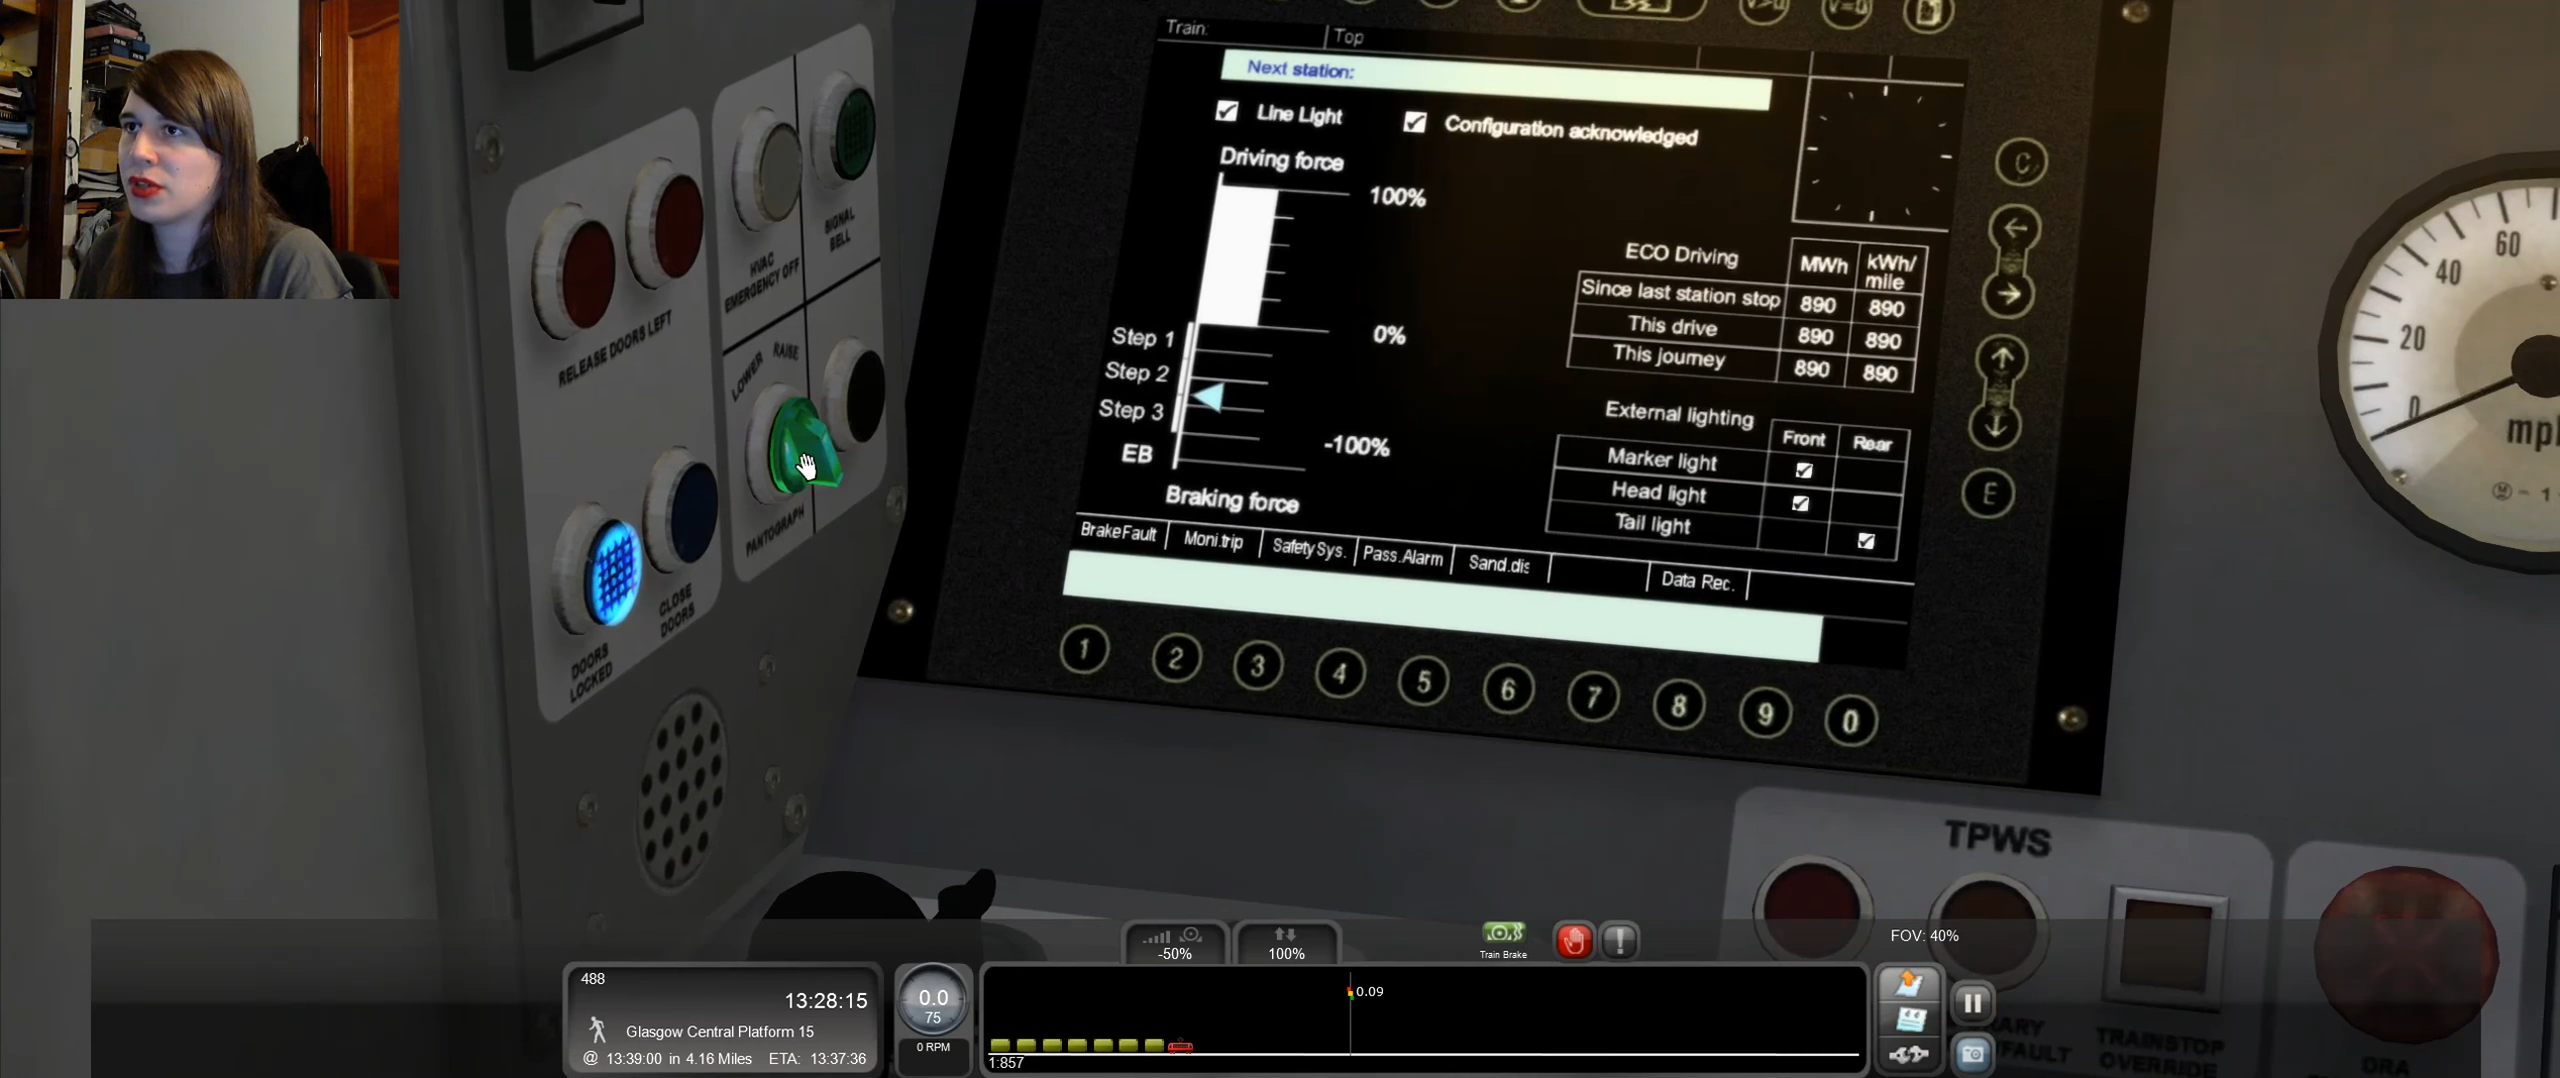 Train:
Top
Next station:
Line Light
Configuration acknowledged
Driving force
100%
0%
Step 1
Step 2
Step 3
EB
-100%
Braking force
ECO Driving
MWh
kWh/
mile
Since last station stop 890 890
This drive 890 890
This journey 890 890
External lighting
Front Rear
Marker light
Head light
Tail light
BrakeFault Moni.trip SafetySys. Pass.Alarm Sand.dis Data Rec.
1 2 3 4 5 6 7 8 9 0
C
E
HVAC
EMERGENCY OFF
SIGNAL
BELL
RELEASE DOORS LEFT
LOWER RAISE
PANTOGRAPH
DOORS
LOCKED
CLOSE
DOORS
0
20
40
60
mph
TPWS
TRAINSTOP
OVERRIDE
FAULT
DRA
-50%
100%
Train Brake
FOV: 40%
488
13:28:15
Glasgow Central Platform 15
@ 13:39:00 in 4.16 Miles ETA: 13:37:36
0.0
75
0 RPM
0.09
1:857